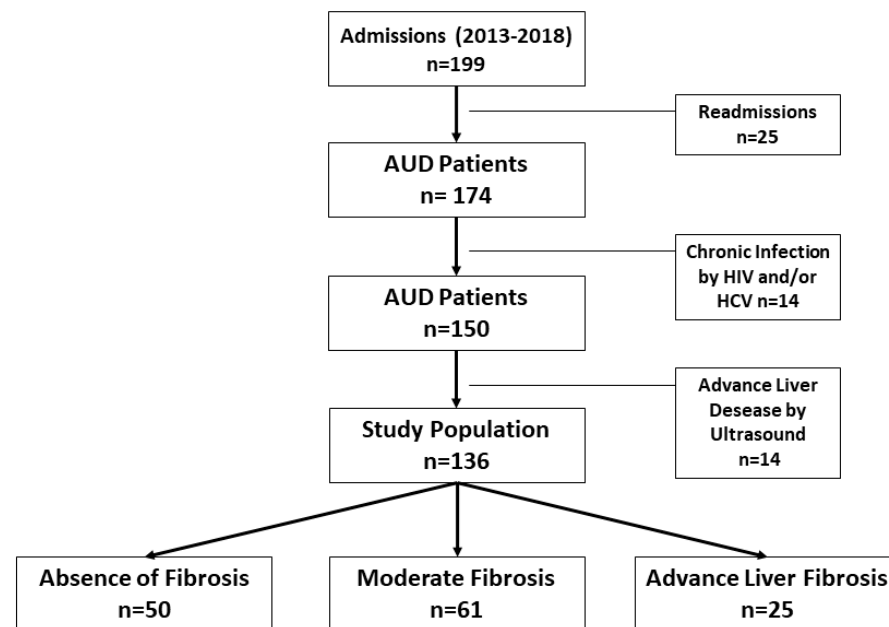 Admissions (2013-2018)
n=199
Readmissions
n=25
AUD Patients
n= 174
Chronic Infection
by HIV and/or
HCV n=14
AUD Patients
n=150
Advance Liver
Desease by
Ultrasound
n=14
Study Population
n=136
Absence of Fibrosis
n=50
Moderate Fibrosis
n=61
Advance Liver Fibrosis
n=25